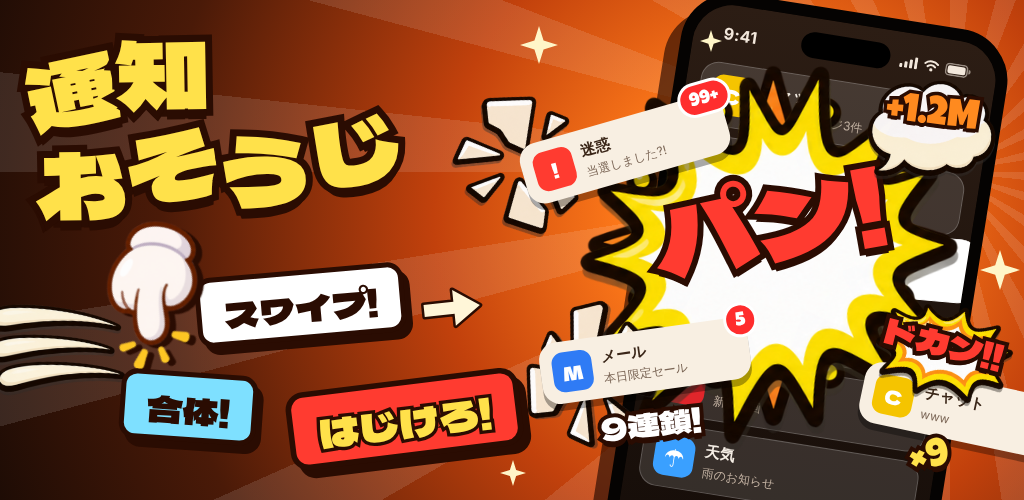 通知
おそうじ
スワイプ!
合体!
はじけろ!
9:41
99+
!
迷惑
当選しました?!
C
3件
+1.2M
パン!
5
M
メール
本日限定セール
ドカン!!
C
チャット
www
新
9連鎖!
+9
天気
雨のお知らせ